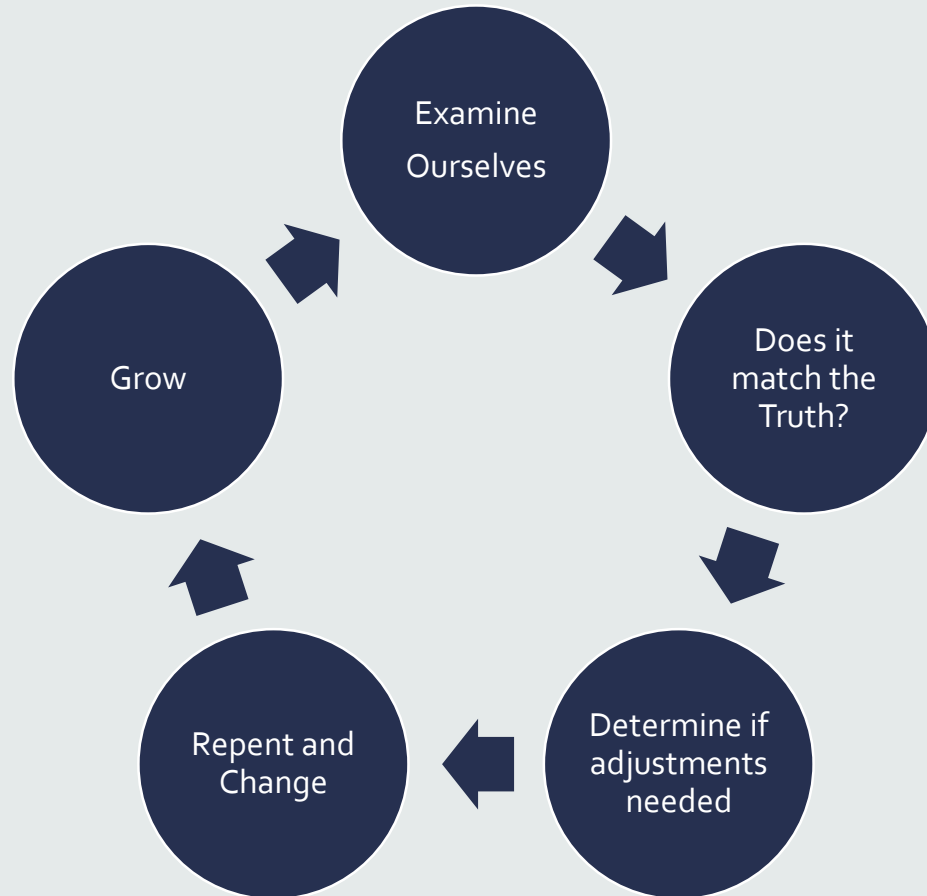 Examine
Ourselves
Does it
match the
Truth?
Determine if
adjustments
needed
Repent and
Change
Grow